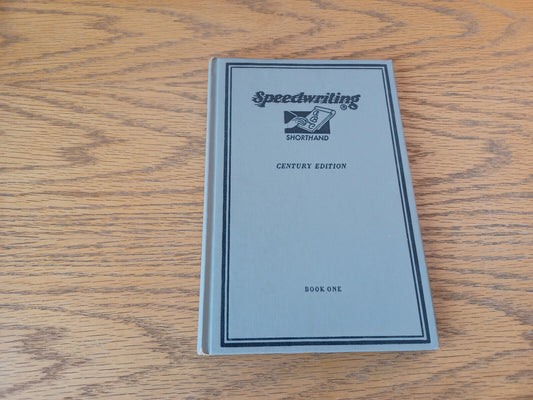 Speedwriting®
SHORTHAND
CENTURY EDITION
BOOK ONE